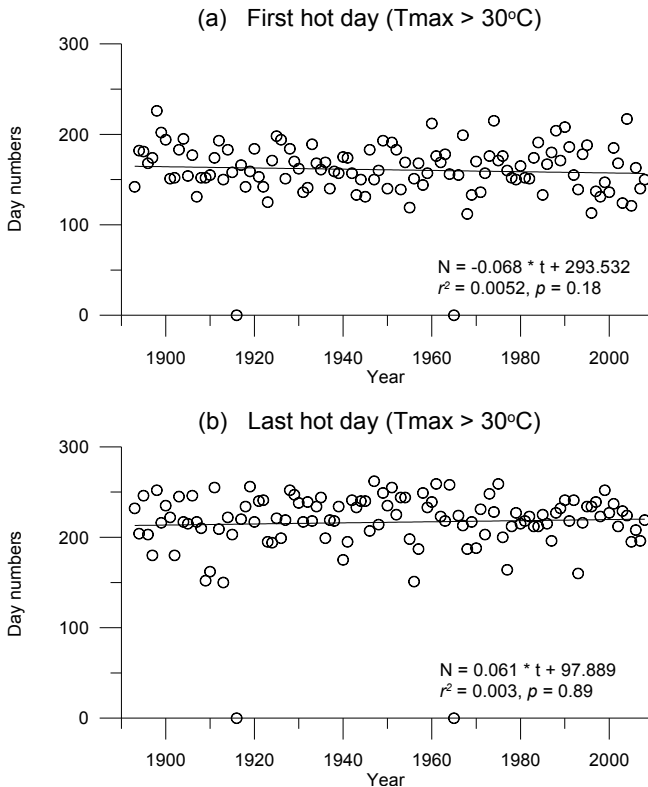 (a) First hot day (Tmax > 30°C)
300
200
100
0
Day numbers
N = -0.068 * t + 293.532
r² = 0.0052, p = 0.18
1900 1920 1940 1960 1980 2000
Year
(b) Last hot day (Tmax > 30°C)
300
200
100
0
Day numbers
N = 0.061 * t + 97.889
r² = 0.003, p = 0.89
1900 1920 1940 1960 1980 2000
Year